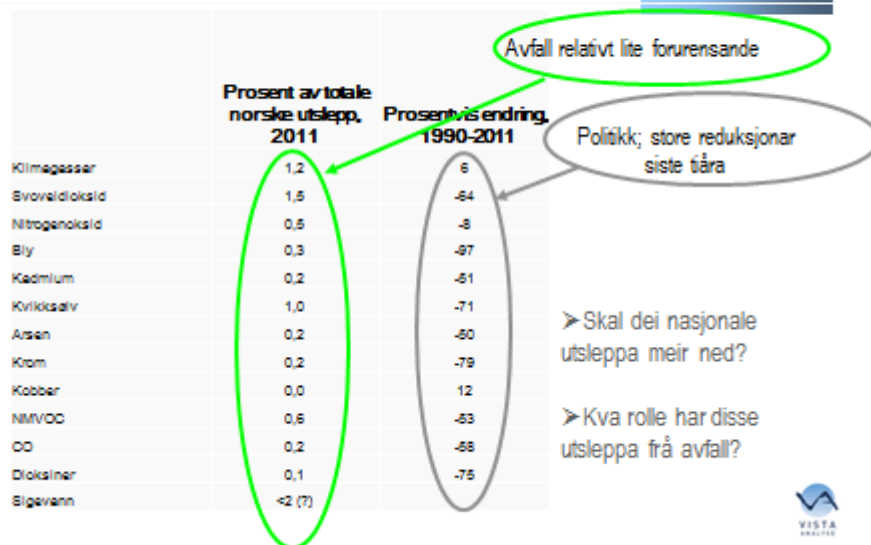 Avfall relativt lite forurensande
Prosent av totale norske utslepp, 2011
Prosentvis endring, 1990-2011
Politikk; store reduksjonar
siste tiåra
Klimagasser 1,2 6
Svoveldioksid 1,5 -64
Nitrogenoksid 0,5 -8
Bly 0,3 -97
Kadmium 0,2 -51
Kvikksølv 1,0 -71
Arsen 0,2 -50
Krom 0,2 -79
Kobber 0,0 12
NMVOC 0,6 -53
CO 0,2 -58
Dioksiner 0,1 -75
Sigevann <2 (?)
➢Skal dei nasjonale
utsleppa meir ned?
➢Kva rolle har disse
utsleppa frå avfall?
VISTA
ANALYSE